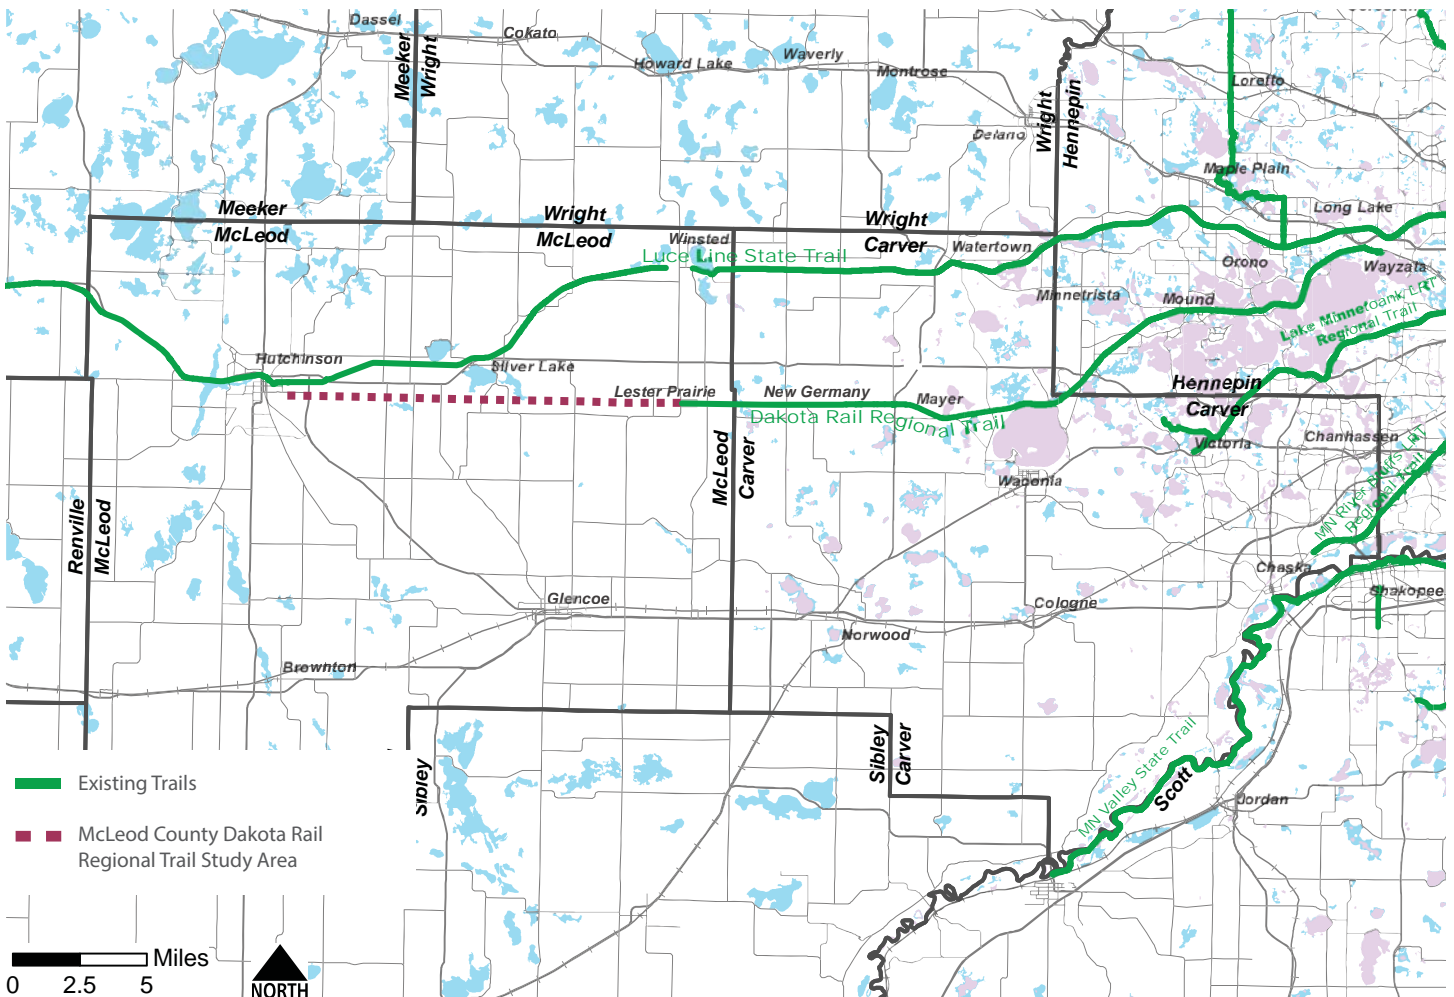 Dassel
Cokato
Meeker
Wright
Howard Lake
Waverly
Montrose
Loretto
Delano
Wright
Hennepin
Maple Plain
Long Lake
Meeker
McLeod
Wright
McLeod
Wright
Carver
Winsted
Watertown
Luce Line State Trail
Orono
Wayzata
Minnetrista
Mound
Lake Minnetoank LRT
Regional Trail
Hutchinson
Silver Lake
Lester Prairie
New Germany
Mayer
Dakota Rail Regional Trail
Hennepin
Carver
Victoria
Chanhassen
McLeod
Carver
Waconia
MN River Bluffs LRT
Regional Trail
Renville
McLeod
Chaska
Shakopee
Glencoe
Cologne
Norwood
Brownton
Sibley
Carver
Sibley
MN Valley State Trail
Scott
Jordan
Existing Trails
McLeod County Dakota Rail
Regional Trail Study Area
Miles
0 2.5 5
NORTH